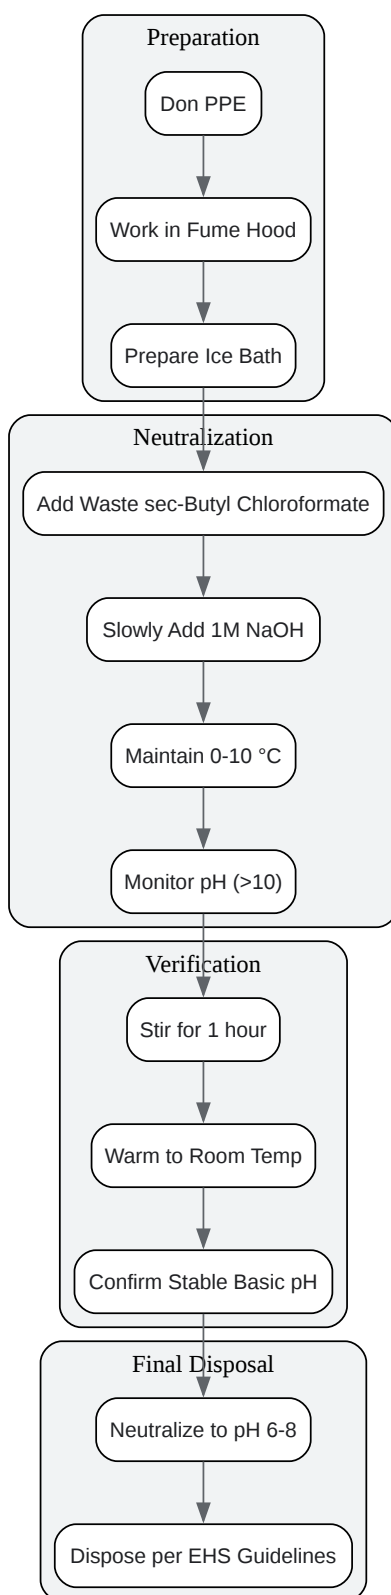 Preparation
Don PPE
Work in Fume Hood
Prepare Ice Bath
Neutralization
Add Waste sec-Butyl Chloroformate
Slowly Add 1M NaOH
Maintain 0-10 °C
Monitor pH (>10)
Verification
Stir for 1 hour
Warm to Room Temp
Confirm Stable Basic pH
Final Disposal
Neutralize to pH 6-8
Dispose per EHS Guidelines